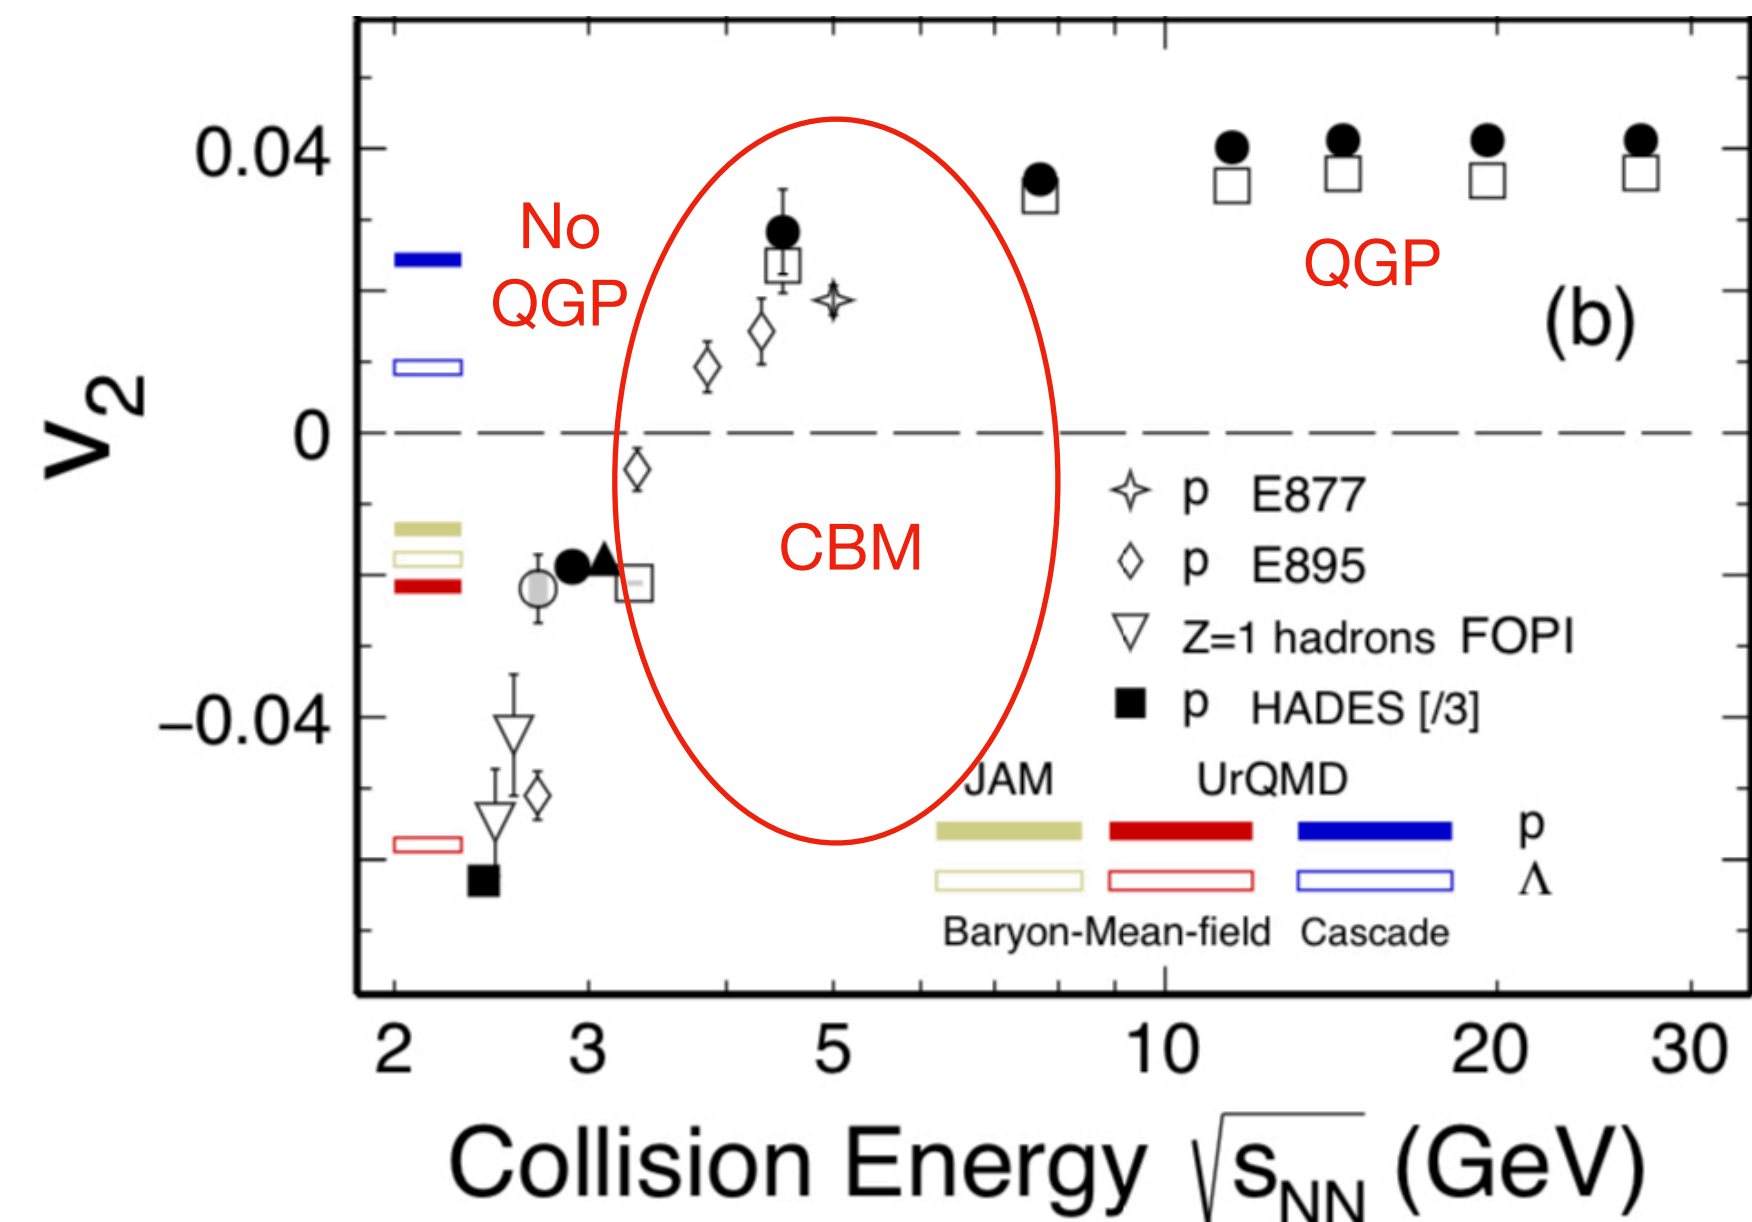 0.04
0
−0.04
v2
No
QGP
CBM
QGP
(b)
p E877
p E895
Z=1 hadrons FOPI
p HADES [/3]
JAM UrQMD
p
Λ
Baryon-Mean-field Cascade
2 3 5 10 20 30
Collision Energy √sNN (GeV)